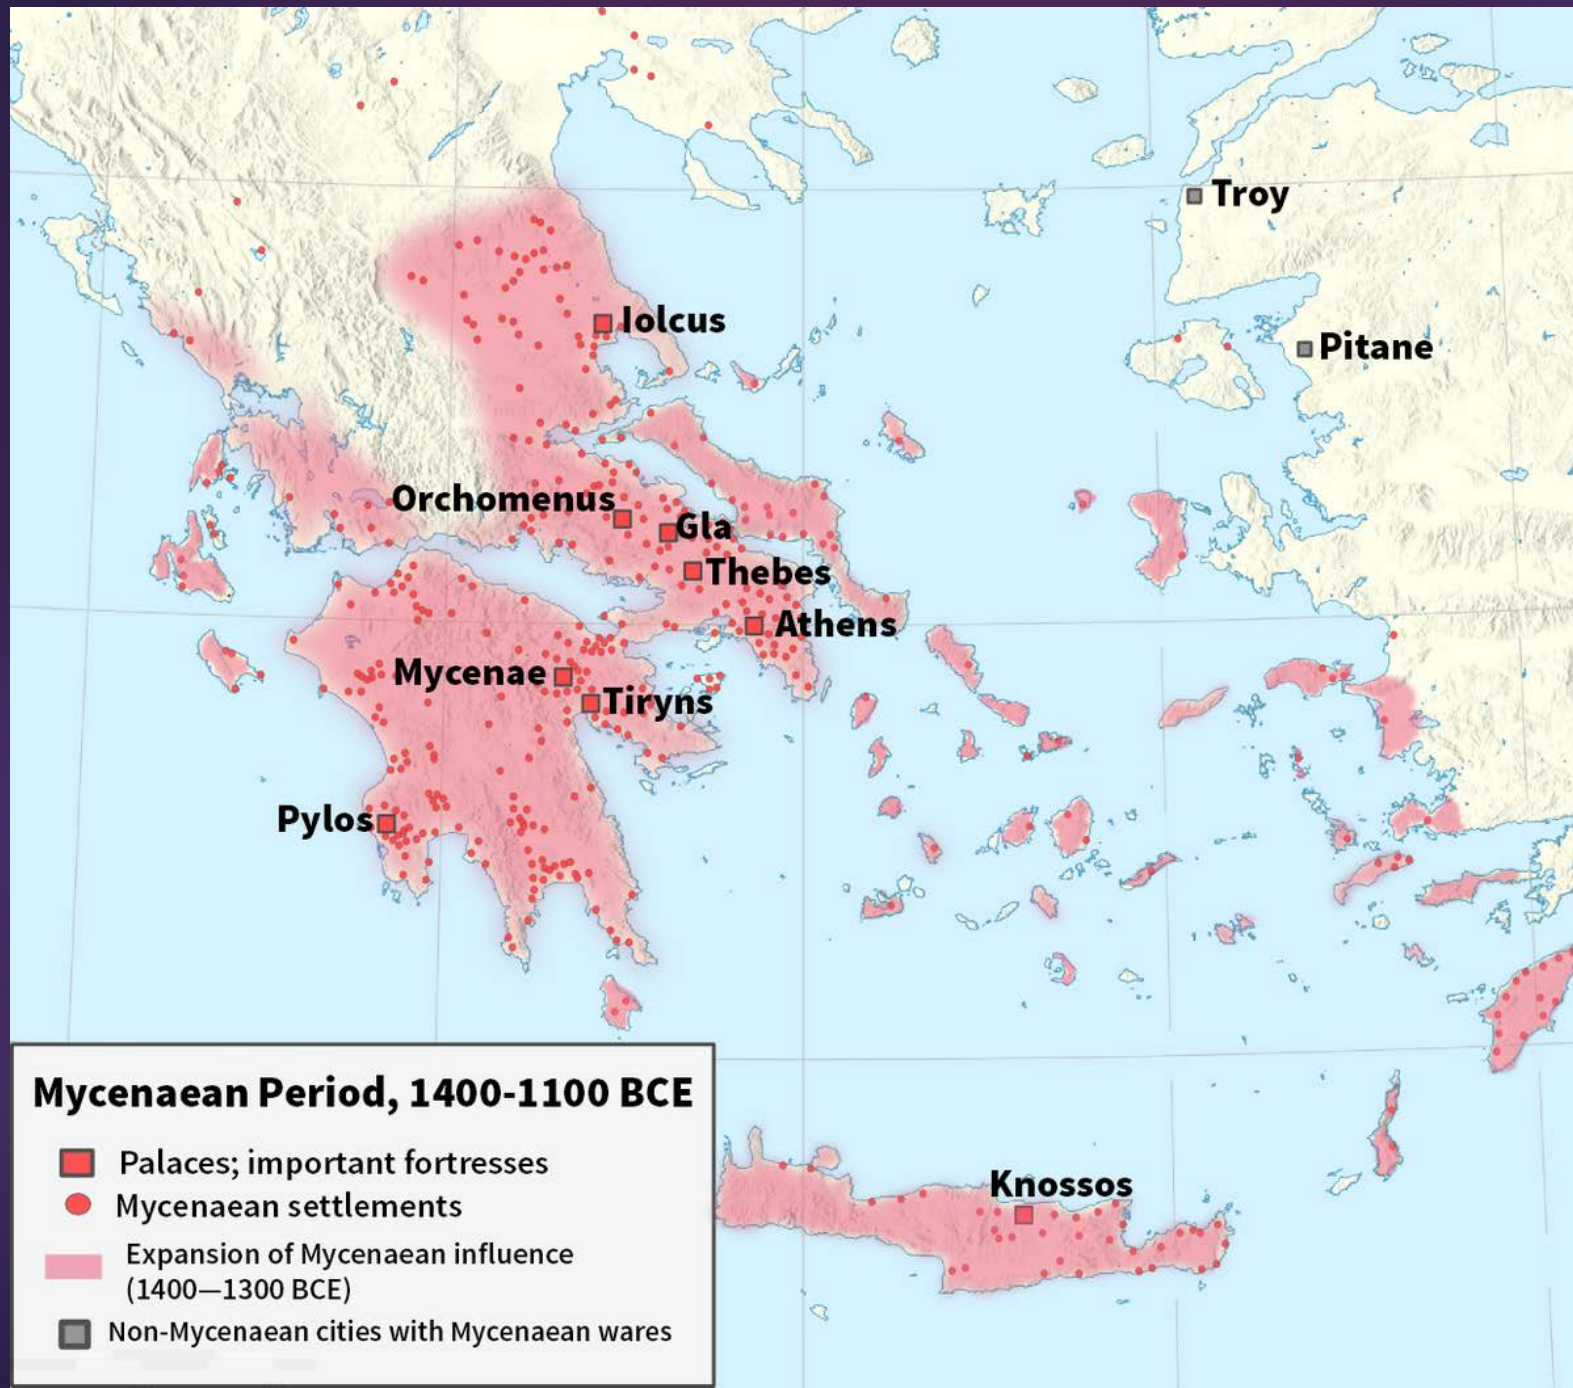 Troy
Iolcus
Pitane
Orchomenus
Gla
Thebes
Athens
Mycenae
Tiryns
Pylos
Knossos
Mycenaean Period, 1400-1100 BCE
Palaces; important fortresses
Mycenaean settlements
Expansion of Mycenaean influence
(1400—1300 BCE)
Non-Mycenaean cities with Mycenaean wares